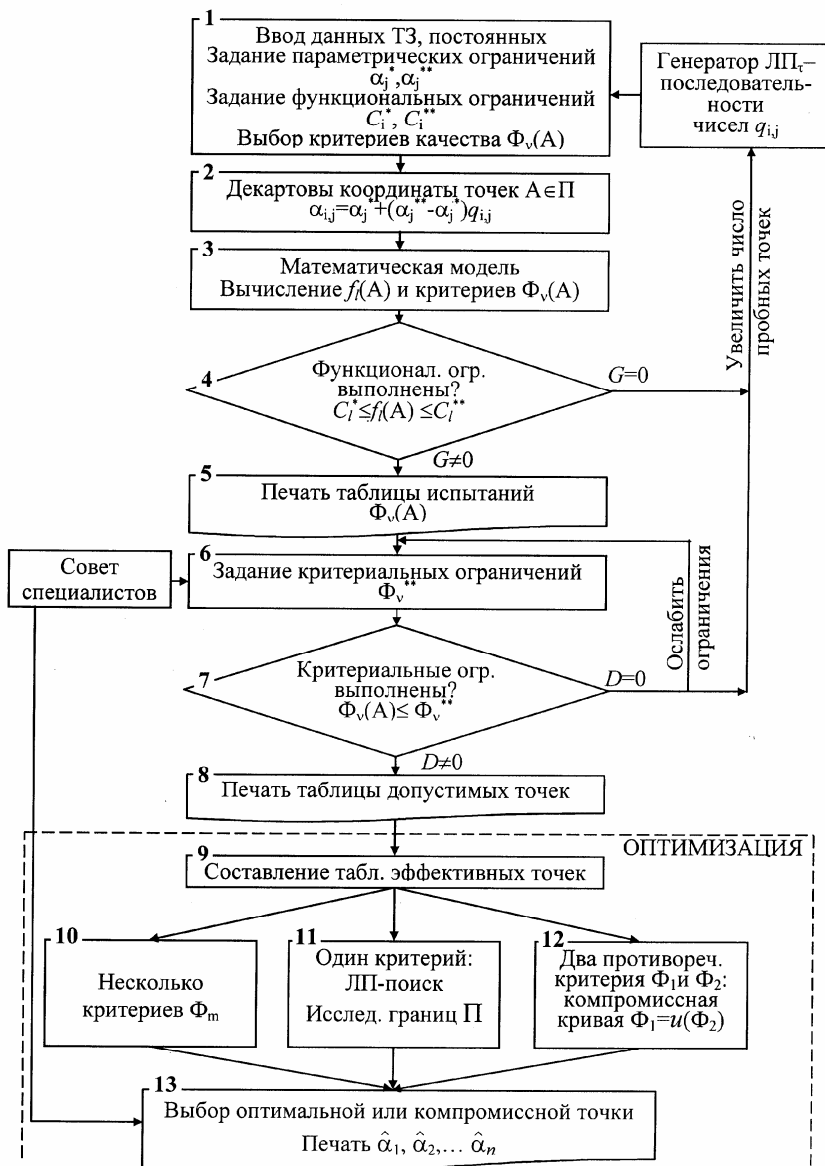 1
Ввод данных ТЗ, постоянных
Задание параметрических ограничений
αj*,αj**
Задание функциональных ограничений
Ci*, Ci**
Выбор критериев качества Φν(А)
Генератор ЛПτ–
последователь-
ности
чисел qi,j
2
Декартовы координаты точек А∈П
αi,j=αj*+(αj**-αj*)qi,j
3
Математическая модель
Вычисление fl(А) и критериев Φν(А)
Увеличить число
пробных точек
4
Функционал. огр.
выполнены?
Cl*≤fl(А) ≤Cl**
G=0
G≠0
5
Печать таблицы испытаний
Φν(А)
Совет
специалистов
6
Задание критериальных ограничений
Φν**
Ослабить
ограничения
7
Критериальные огр.
выполнены?
Φν(А)≤ Φν**
D=0
D≠0
8
Печать таблицы допустимых точек
ОПТИМИЗАЦИЯ
9
Составление табл. эффективных точек
10
Несколько
критериев Φm
11
Один критерий:
ЛП-поиск
Исслед. границ П
12
Два противореч.
критерия Φ1и Φ2:
компромиссная
кривая Φ1=u(Φ2)
13
Выбор оптимальной или компромиссной точки
Печать α̂1, α̂2,... α̂n